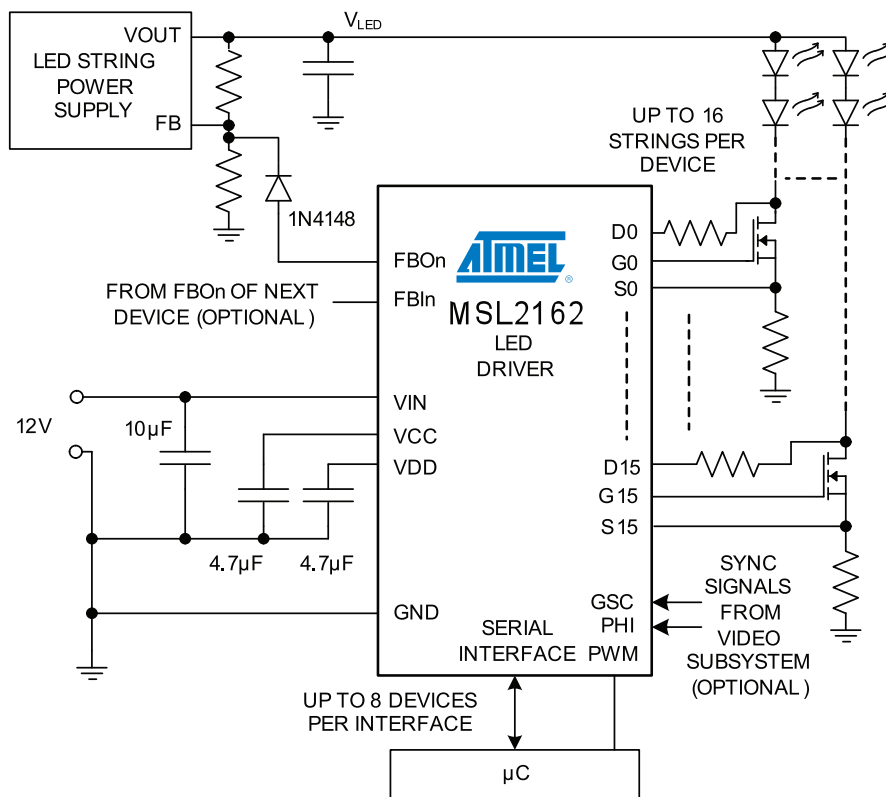 VOUT
LED STRING
POWER
SUPPLY
FB
VLED
UP TO 16
STRINGS PER
DEVICE
1N4148
ATMEL
®
MSL2162
LED
DRIVER
FBOn
FBIn
FROM FBOn OF NEXT
DEVICE (OPTIONAL)
D0
G0
S0
12V
10µF
VIN
VCC
VDD
4.7µF
4.7µF
GND
D15
G15
S15
GSC
PHI
PWM
SYNC
SIGNALS
FROM
VIDEO
SUBSYSTEM
(OPTIONAL)
SERIAL
INTERFACE
UP TO 8 DEVICES
PER INTERFACE
µC